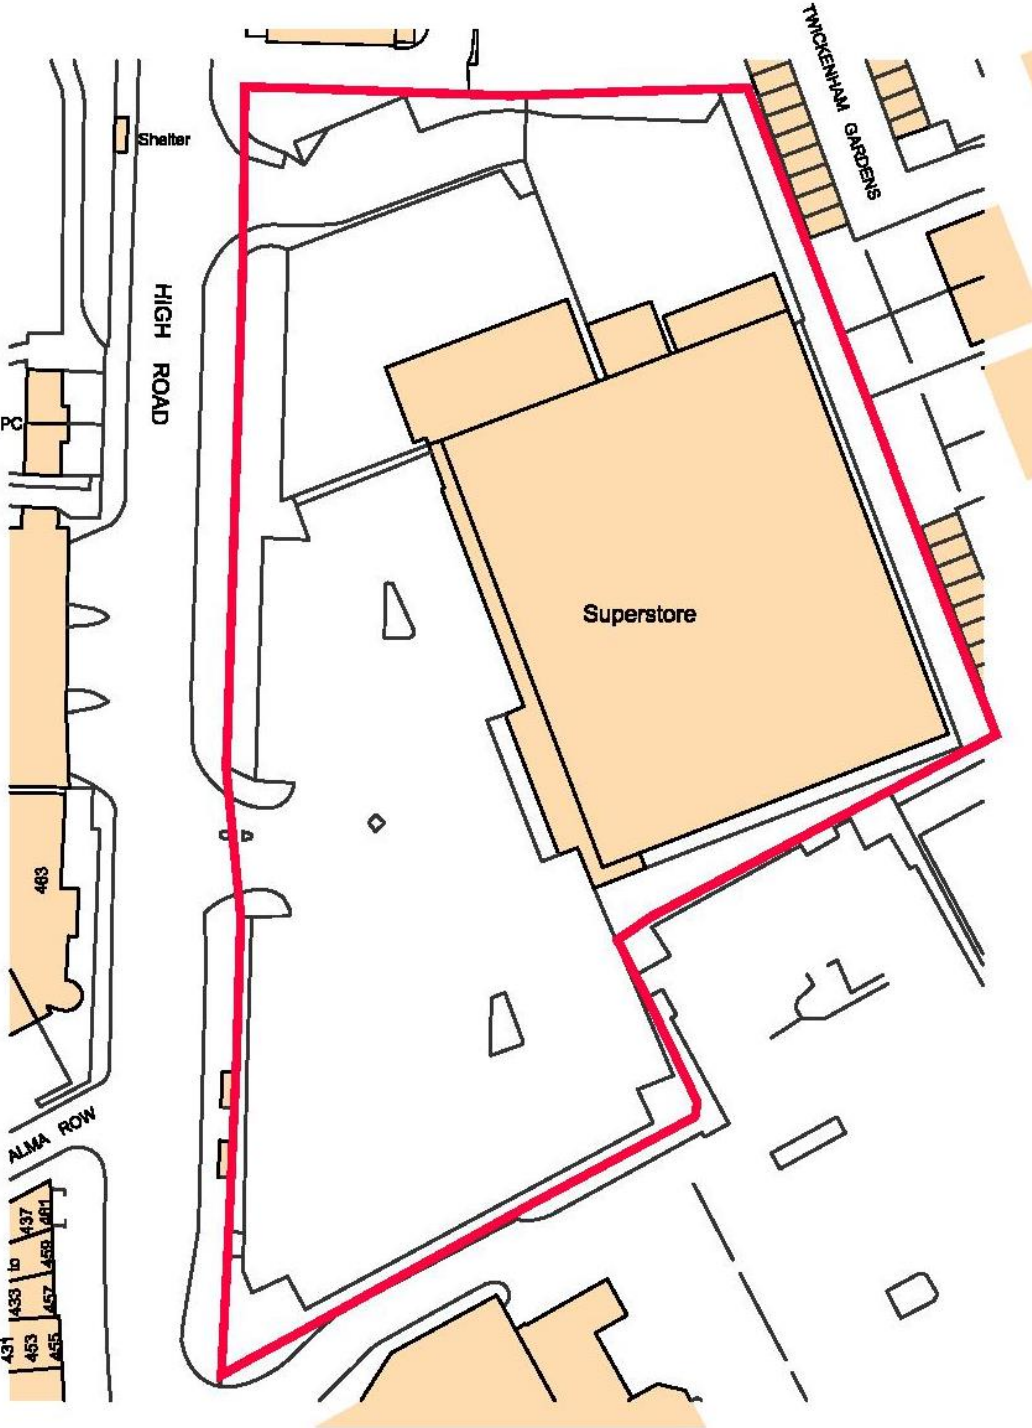 TWICKENHAM GARDENS
Shelter
HIGH ROAD
PC
Superstore
463
ALMA ROW
437
461
433 to
459
457
431
453
455